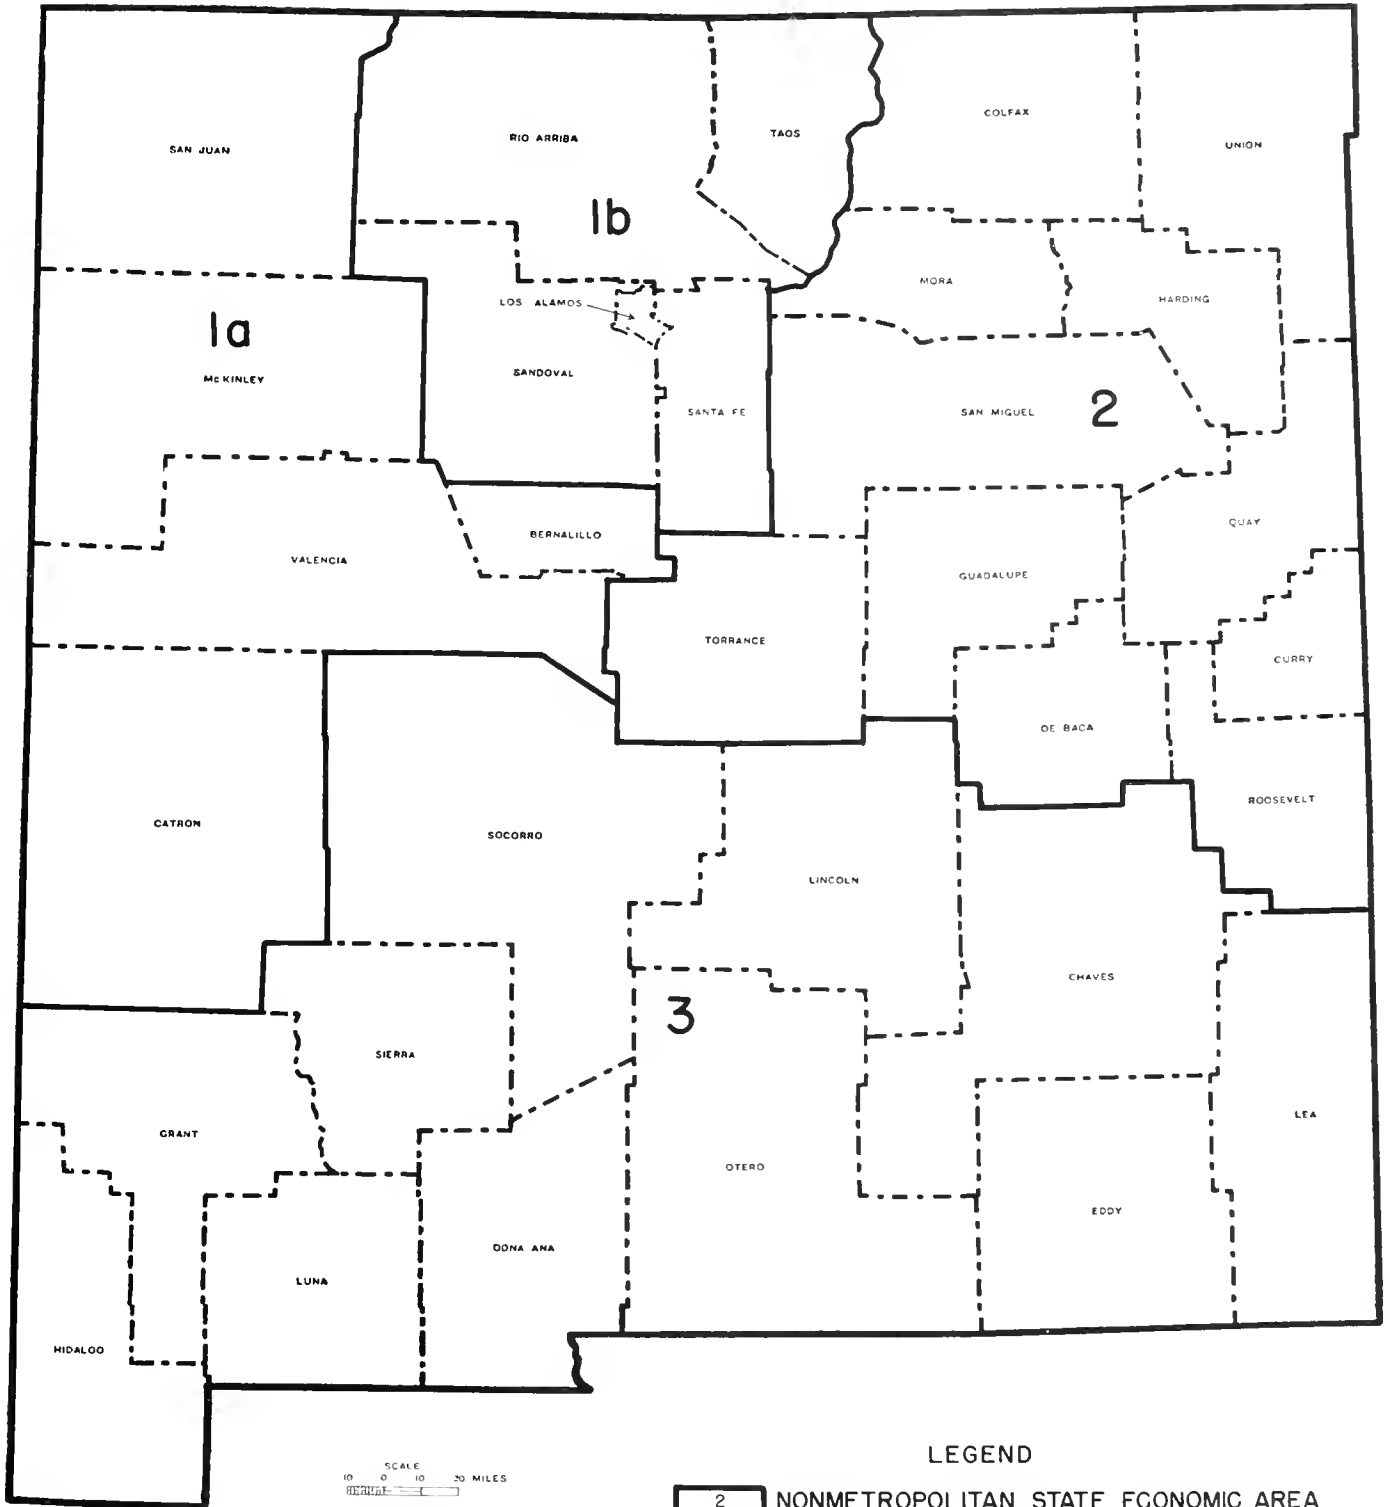 COLFAX
RIO ARRIBA
TAOS
SAN JUAN
UNION
1b
MORA
HARDING
LOS ALAMOS
1a
McKINLEY
SANDOVAL
2
SAN MIGUEL
SANTA FE
QUAY
BERNALILLO
VALENCIA
GUADALUPE
TORRANCE
CURRY
DE BACA
ROOSEVELT
CATRON
SOCORRO
LINCOLN
CHAVES
3
SIERRA
LEA
GRANT
OTERO
EDDY
DONA ANA
LUNA
HIDALGO
LEGEND
SCALE
10 0 10 20 MILES
2 NONMETROPOLITAN STATE ECONOMIC AREA